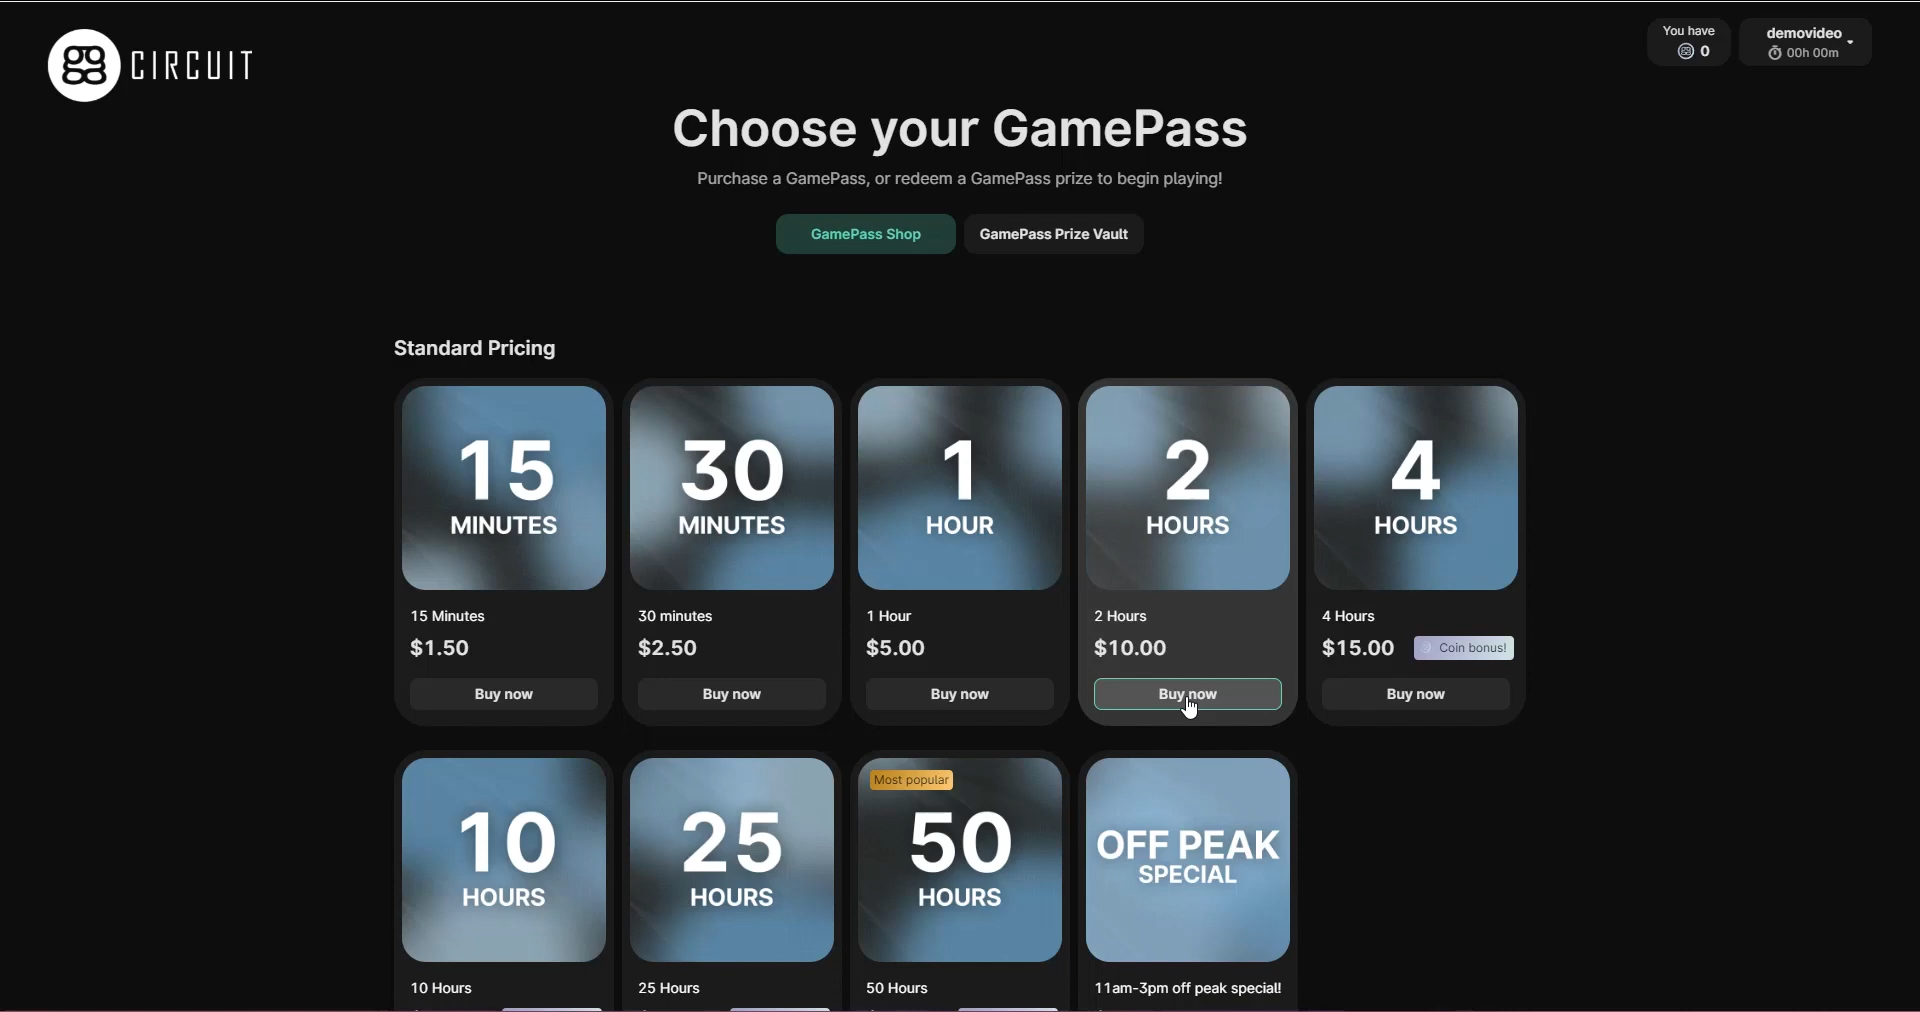 CIRCUIT
You have
0
demovideo
00h 00m
Choose your GamePass
Purchase a GamePass, or redeem a GamePass prize to begin playing!
GamePass Shop
GamePass Prize Vault
Standard Pricing
15
MINUTES
15 Minutes
$1.50
Buy now
30
MINUTES
30 minutes
$2.50
Buy now
1
HOUR
1 Hour
$5.00
Buy now
2
HOURS
2 Hours
$10.00
Buy now
4
HOURS
4 Hours
$15.00
Coin bonus!
Buy now
10
HOURS
10 Hours
25
HOURS
25 Hours
Most popular
50
HOURS
50 Hours
OFF PEAK
SPECIAL
11am-3pm off peak special!